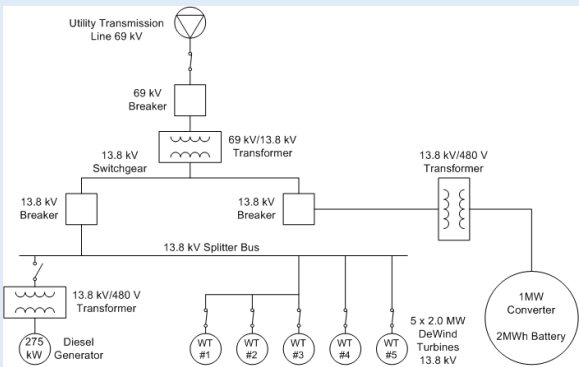 Utility Transmission
Line 69 kV
69 kV
Breaker
69 kV/13.8 kV
Transformer
13.8 kV
Switchgear
13.8 kV/480 V
Transformer
13.8 kV
Breaker
13.8 kV
Breaker
13.8 kV Splitter Bus
13.8 kV/480 V
Transformer
1MW
Converter
2MWh Battery
5 x 2.0 MW
DeWind
Turbines
13.8 kV
275
kW
Diesel
Generator
WT
#1
WT
#2
WT
#3
WT
#4
WT
#5